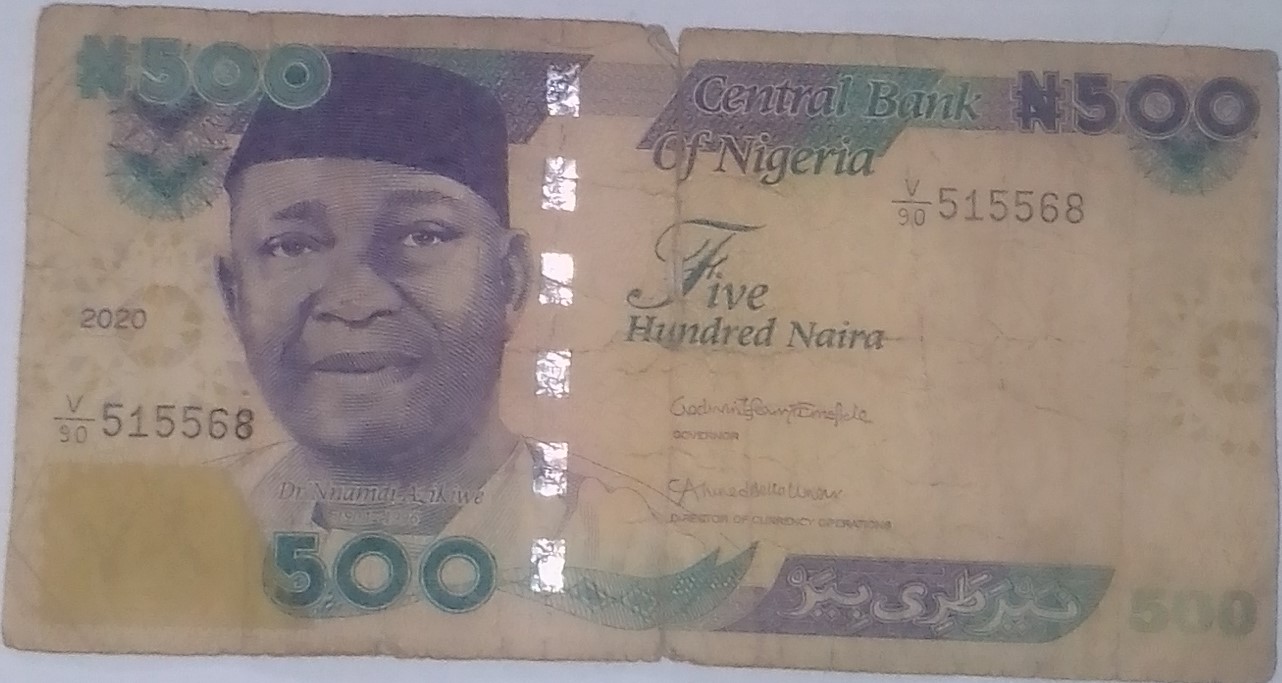 ₦500
Central Bank
Of Nigeria
₦500
V/90 515568
Five
Hundred Naira
2020
V/90 515568
GOVERNOR
Dr Nnamdi Azikiwe
DIRECTOR OF CURRENCY OPERATIONS
500
نَيْرَ طَرِى بِيَرْ
500